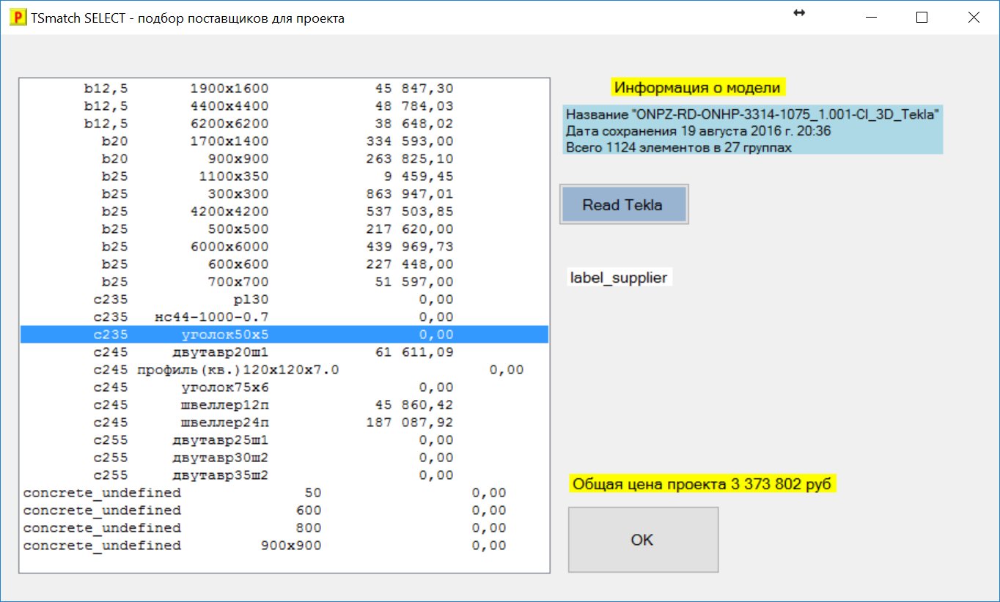 P TSmatch SELECT - подбор поставщиков для проекта
b12,5 1900x1600 45 847,30
b12,5 4400x4400 48 784,03
b12,5 6200x6200 38 648,02
b20 1700x1400 334 593,00
b20 900x900 263 825,10
b25 1100x350 9 459,45
b25 300x300 863 947,01
b25 4200x4200 537 503,85
b25 500x500 217 620,00
b25 6000x6000 439 969,73
b25 600x600 227 448,00
b25 700x700 51 597,00
c235 pl30 0,00
c235 нс44-1000-0.7 0,00
c235 уголок50x5 0,00
c245 двутавр20ш1 61 611,09
c245 профиль(кв.)120x120x7.0 0,00
c245 уголок75x6 0,00
c245 швеллер12п 45 860,42
c245 швеллер24п 187 087,92
c255 двутавр25ш1 0,00
c255 двутавр30ш2 0,00
c255 двутавр35ш2 0,00
concrete_undefined 50 0,00
concrete_undefined 600 0,00
concrete_undefined 800 0,00
concrete_undefined 900x900 0,00
Информация о модели
Название "ONPZ-RD-ONHP-3314-1075_1.001-CI_3D_Tekla"
Дата сохранения 19 августа 2016 г. 20:36
Всего 1124 элементов в 27 группах
Read Tekla
label_supplier
Общая цена проекта 3 373 802 руб
OK